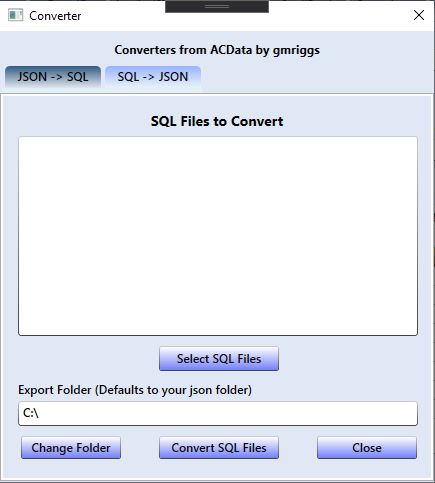 Converter
Converters from ACData by gmriggs
JSON -> SQL
SQL -> JSON
SQL Files to Convert
Select SQL Files
Export Folder (Defaults to your json folder)
C:\
Change Folder
Convert SQL Files
Close